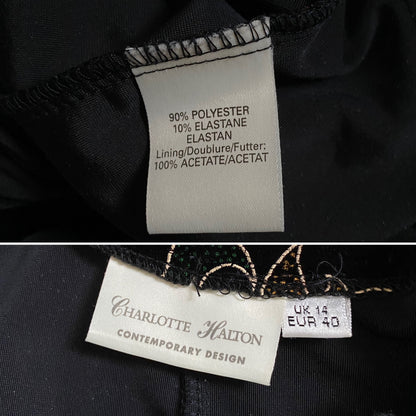 90% POLYESTER
10% ELASTANE
ELASTAN
Lining/Doublure/Futter:
100% ACETATE/ACETAT
CHARLOTTE HALTON
CONTEMPORARY DESIGN
UK 14
EUR 40